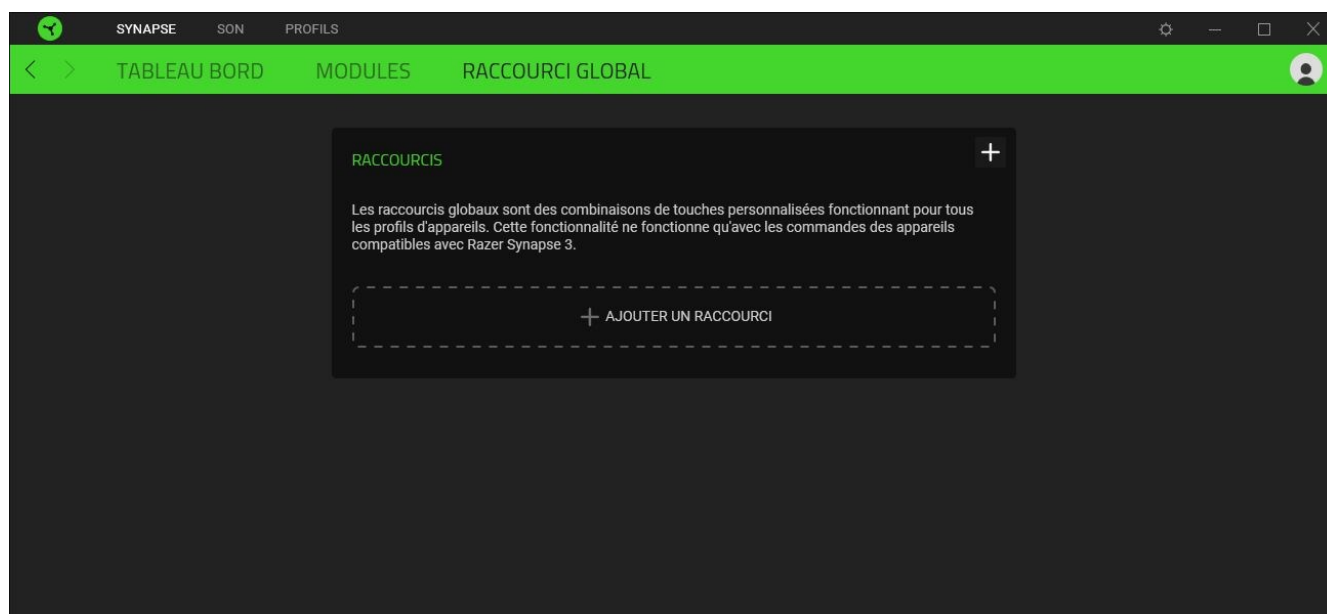 SYNAPSE SON PROFILS
TABLEAU BORD MODULES RACCOURCI GLOBAL
RACCOURCIS
Les raccourcis globaux sont des combinaisons de touches personnalisées fonctionnant pour tous
les profils d'appareils. Cette fonctionnalité ne fonctionne qu'avec les commandes des appareils
compatibles avec Razer Synapse 3.
AJOUTER UN RACCOURCI